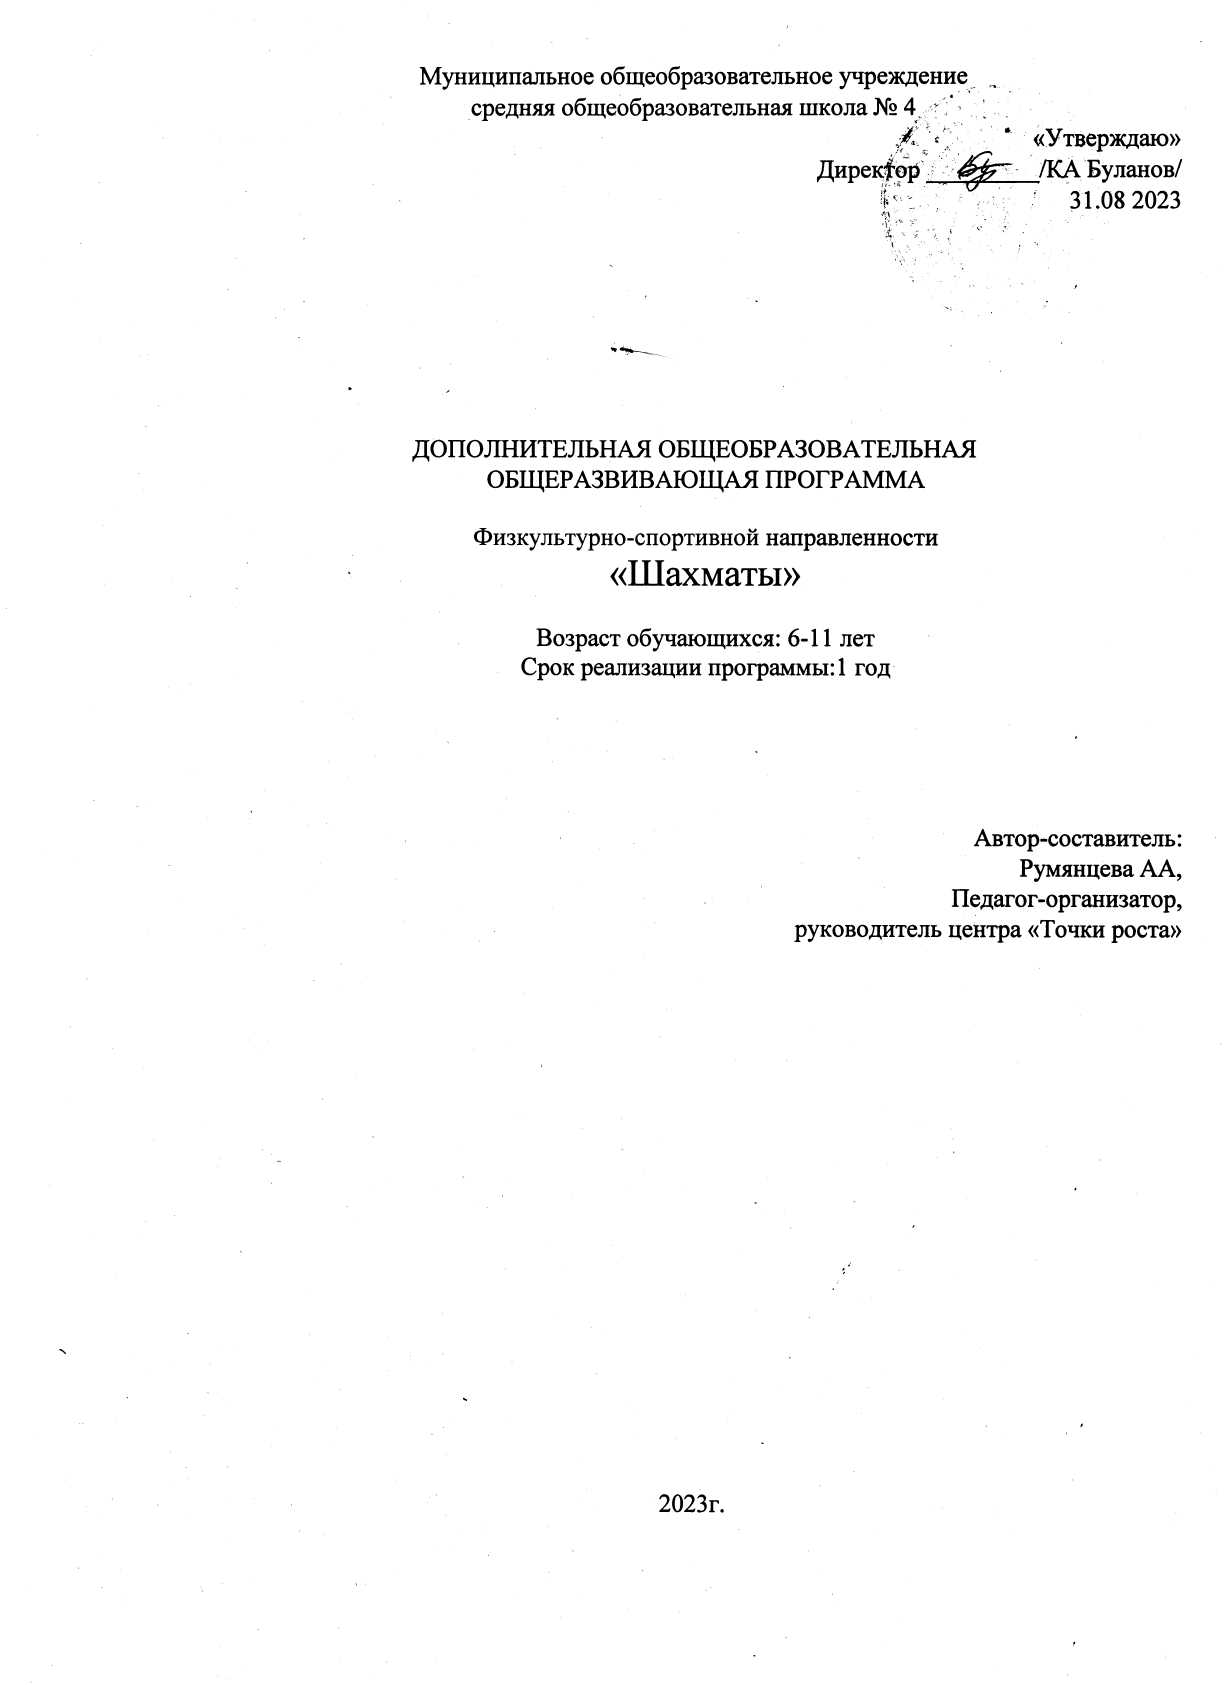 Муниципальное общеобразовательное учреждение
средняя общеобразовательная школа № 4
«Утверждаю»
Директор _________/КА Буланов/
31.08 2023
ДОПОЛНИТЕЛЬНАЯ ОБЩЕОБРАЗОВАТЕЛЬНАЯ
ОБЩЕРАЗВИВАЮЩАЯ ПРОГРАММА
Физкультурно-спортивной направленности
«Шахматы»
Возраст обучающихся: 6-11 лет
Срок реализации программы:1 год
Автор-составитель:
Румянцева АА,
Педагог-организатор,
руководитель центра «Точки роста»
2023г.